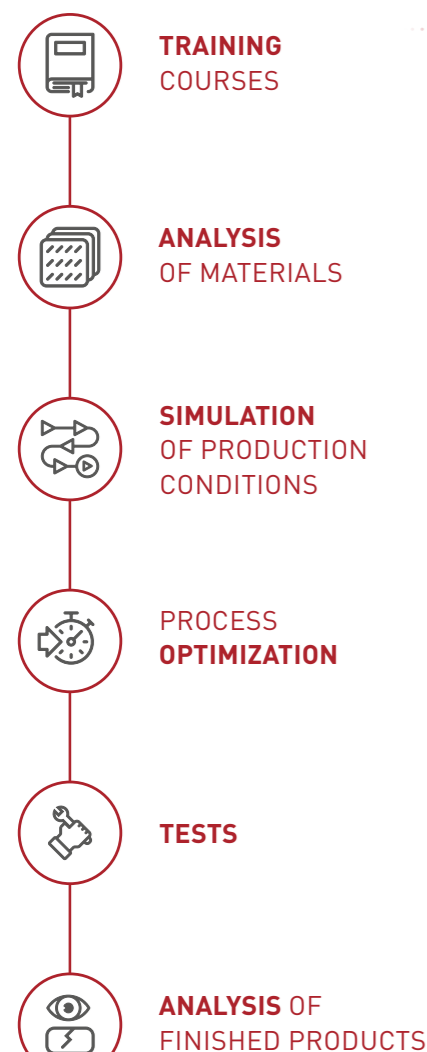 TRAINING
COURSES
ANALYSIS
OF MATERIALS
SIMULATION
OF PRODUCTION
CONDITIONS
PROCESS
OPTIMIZATION
TESTS
ANALYSIS OF
FINISHED PRODUCTS